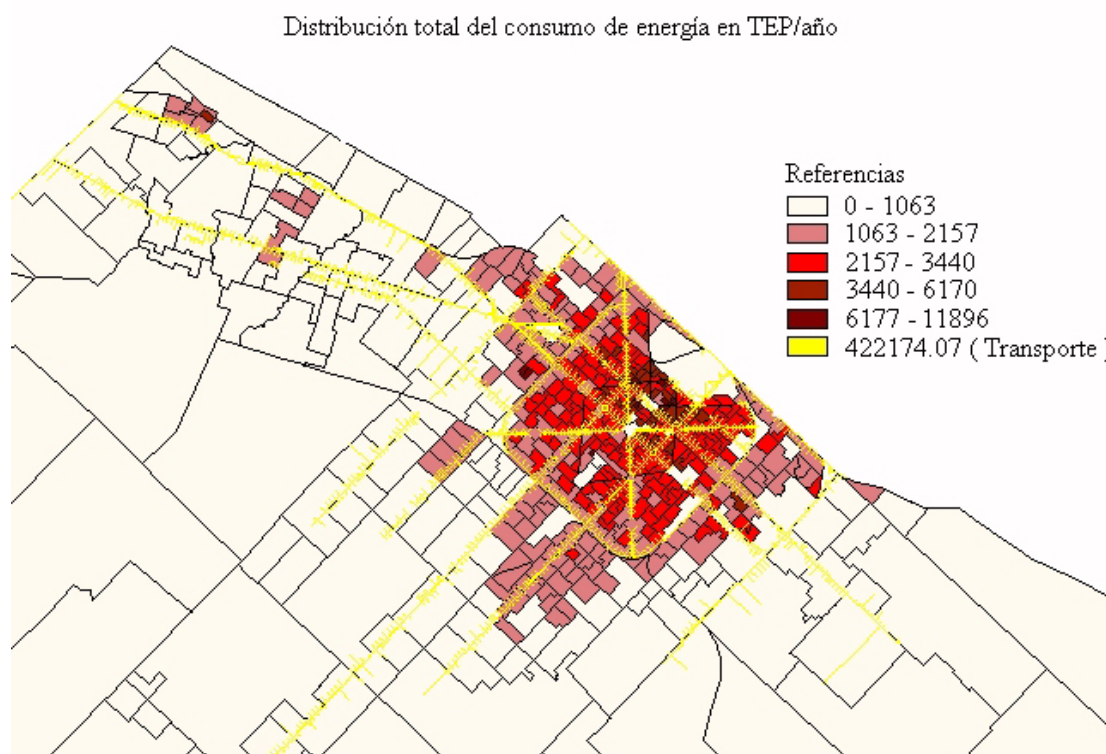 Distribución total del consumo de energía en TEP/año
Referencias
0 - 1063
1063 - 2157
2157 - 3440
3440 - 6170
6177 - 11896
422174.07 ( Transporte )